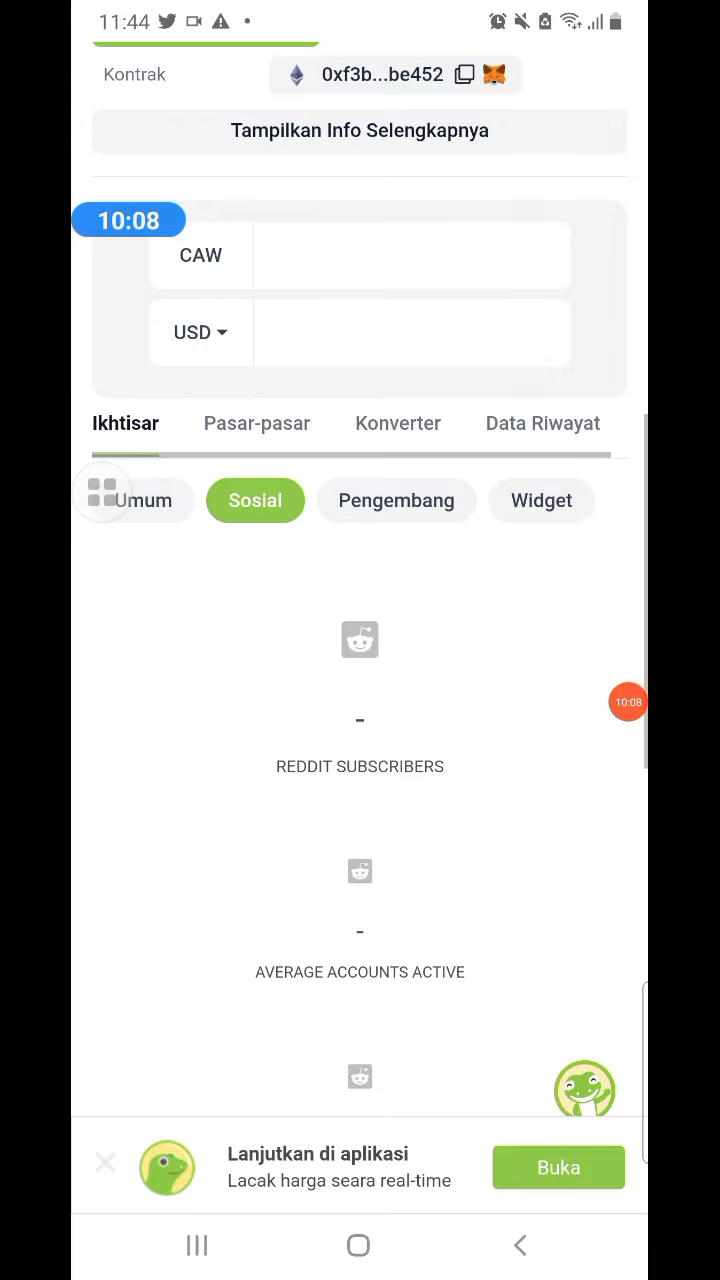 11:44
Kontrak 0xf3b...be452
Tampilkan Info Selengkapnya
10:08
CAW
USD
Ikhtisar Pasar-pasar Konverter Data Riwayat
Umum Sosial Pengembang Widget
-
10:08
REDDIT SUBSCRIBERS
-
AVERAGE ACCOUNTS ACTIVE
Lanjutkan di aplikasi
Lacak harga seara real-time
Buka